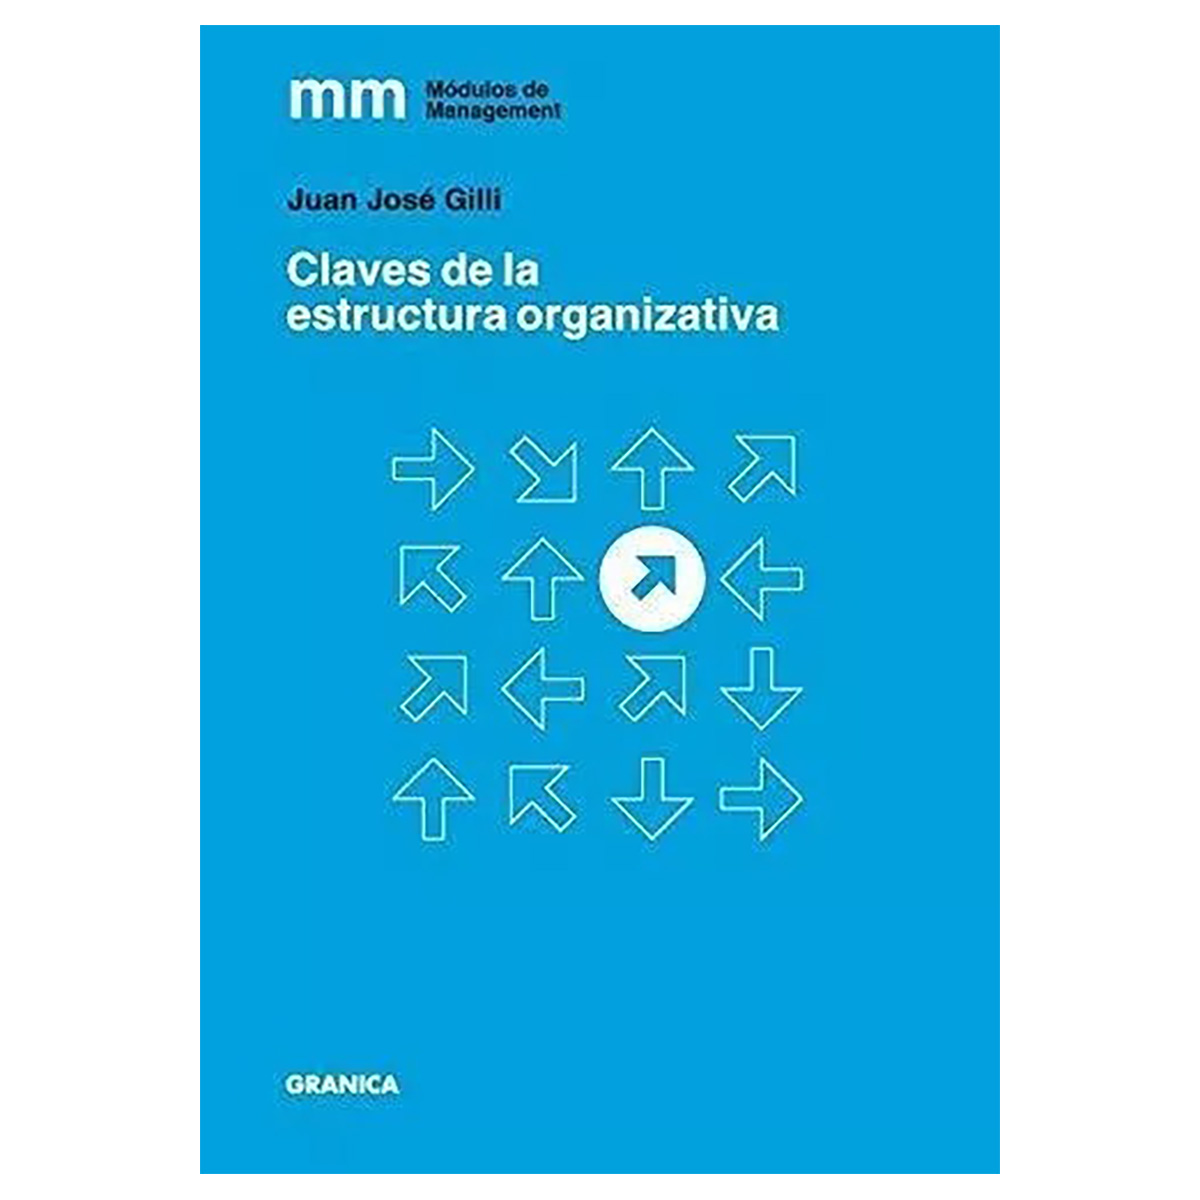 mm
Módulos de
Management
Juan José Gilli
Claves de la
estructura organizativa
GRANICA